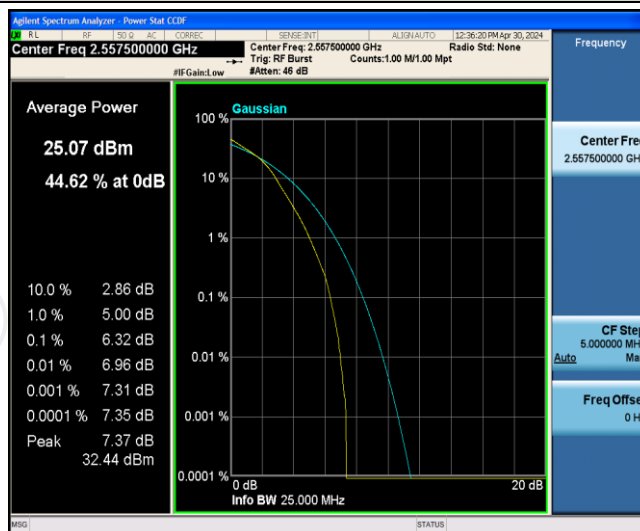 Agilent Spectrum Analyzer - Power Stat CCDF
RL RF 50 Ω AC CORREC SENSE:INT ALIGNAUTO 12:36:20 PM Apr 30, 2024
Center Freq 2.557500000 GHz
Center Freq: 2.557500000 GHz Radio Std: None
Trig: RF Burst Counts:1.00 M/1.00 Mpt
#IFGain:Low #Atten: 46 dB
Frequency
Average Power
25.07 dBm
44.62 % at 0dB
10.0 % 2.86 dB
1.0 % 5.00 dB
0.1 % 6.32 dB
0.01 % 6.96 dB
0.001 % 7.31 dB
0.0001 % 7.35 dB
Peak 7.37 dB
32.44 dBm
Gaussian
100 %
10 %
1 %
0.1 %
0.01 %
0.001 %
0.0001 %
0 dB 20 dB
Info BW 25.000 MHz
Center Fre
2.557500000 GH
CF Ste
5.000000 MH
Auto Ma
Freq Offse
0 H
MSG STATUS